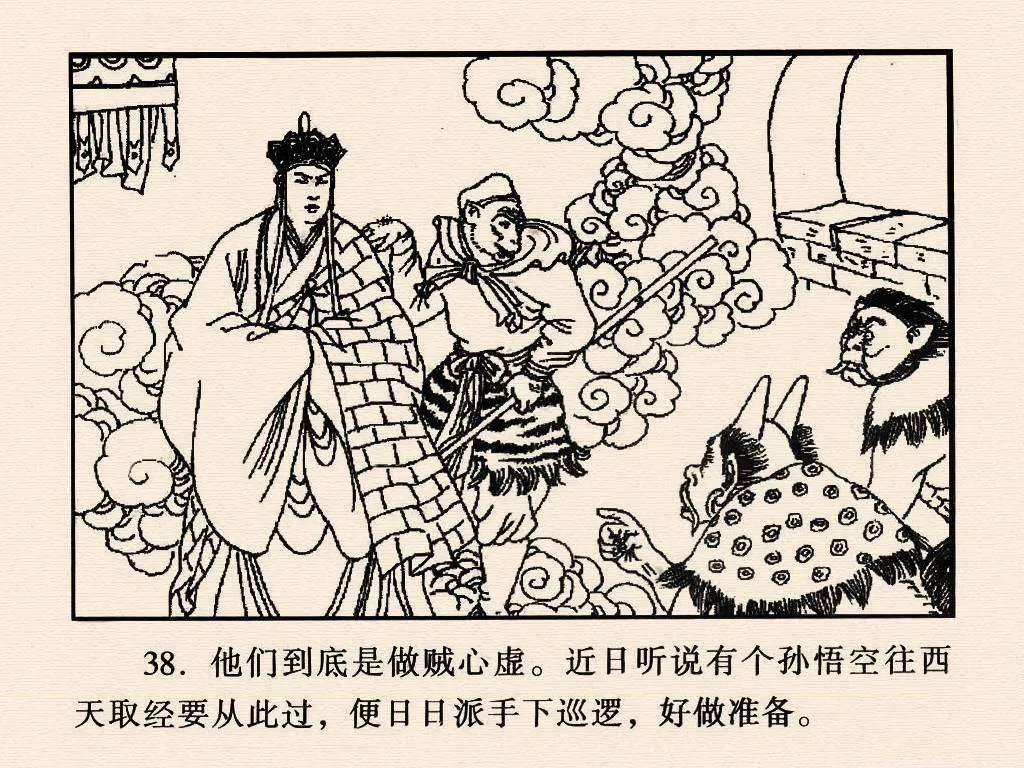 38. 他们到底是做贼心虚。近日听说有个孙悟空往西
天取经要从此过，便日日派手下巡逻，好做准备。